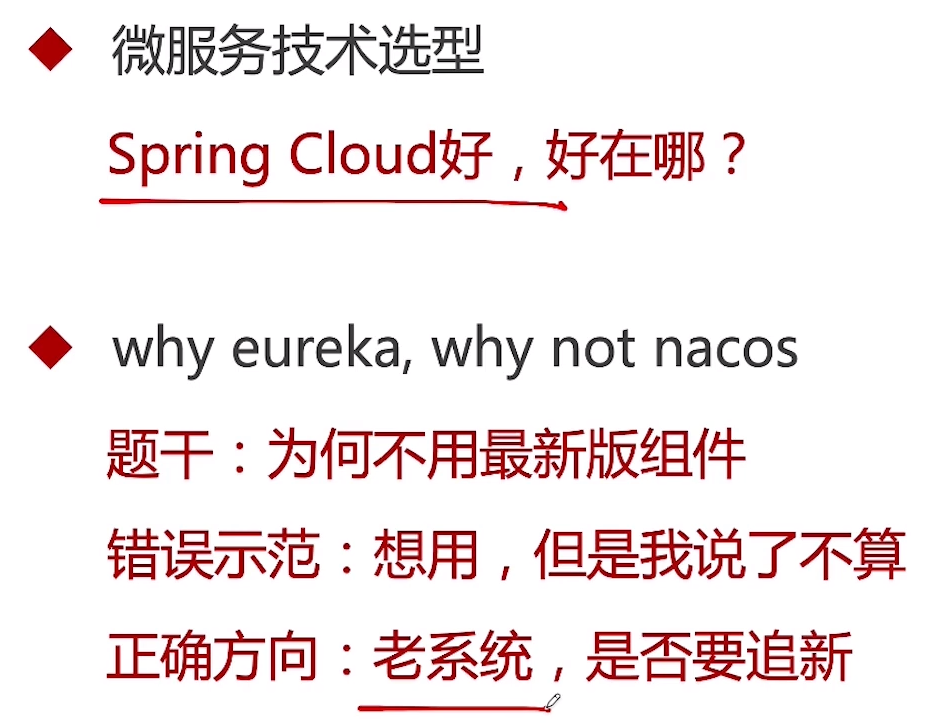 微服务技术选型
Spring Cloud好，好在哪？
why eureka, why not nacos
题干：为何不用最新版组件
错误示范：想用，但是我说了不算
正确方向：老系统，是否要追新